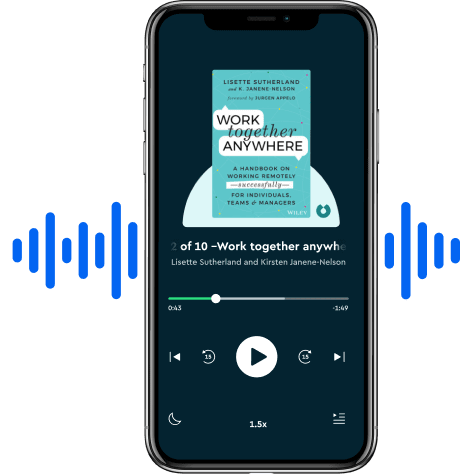 LISETTE SUTHERLAND
and K. JANENE-NELSON
foreword by JURGEN APPELO
WORK
together
ANYWHERE
A HANDBOOK ON
WORKING REMOTELY
—successfully—
FOR INDIVIDUALS,
TEAMS & MANAGERS
WILEY
2 of 10 –Work together anywhe
Lisette Sutherland and Kirsten Janene-Nelson
0:43
-1:49
15
15
1.5x